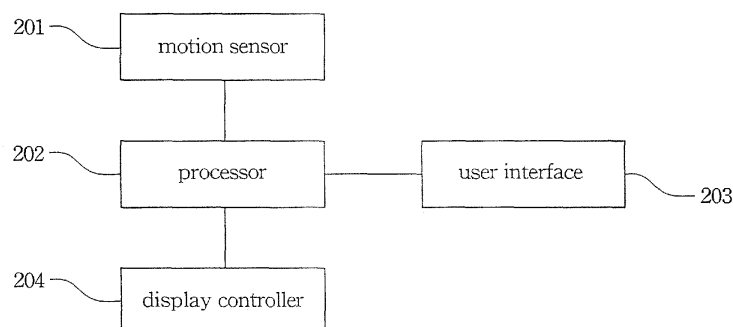 201
motion sensor
202
processor
user interface
203
204
display controller